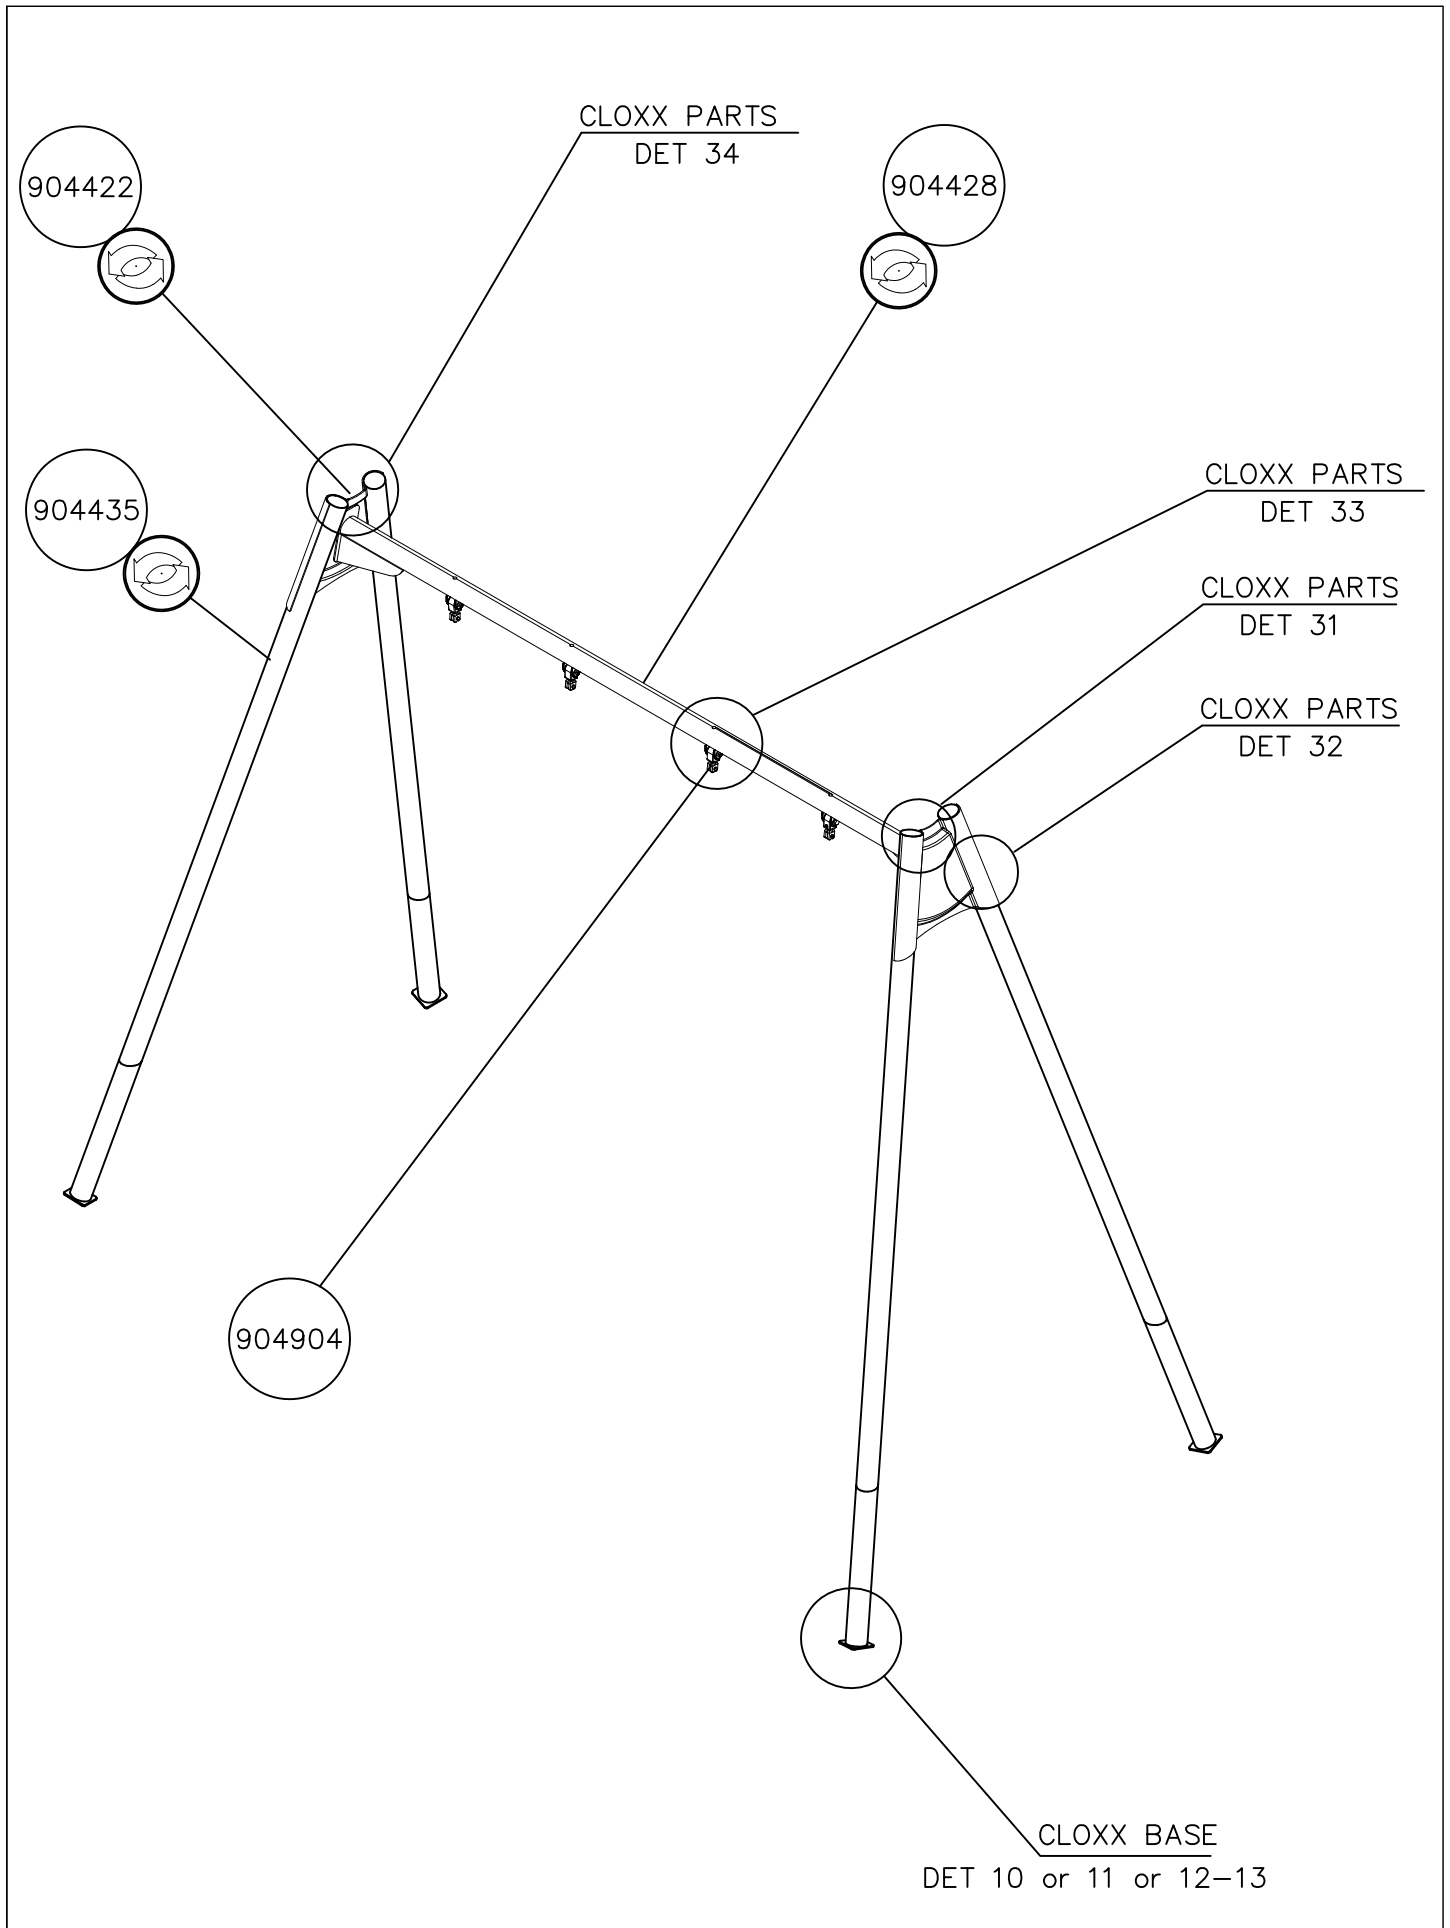 CLOXX PARTS
DET 34
904422
904428
CLOXX PARTS
DET 33
904435
CLOXX PARTS
DET 31
CLOXX PARTS
DET 32
904904
CLOXX BASE
DET 10 or 11 or 12-13